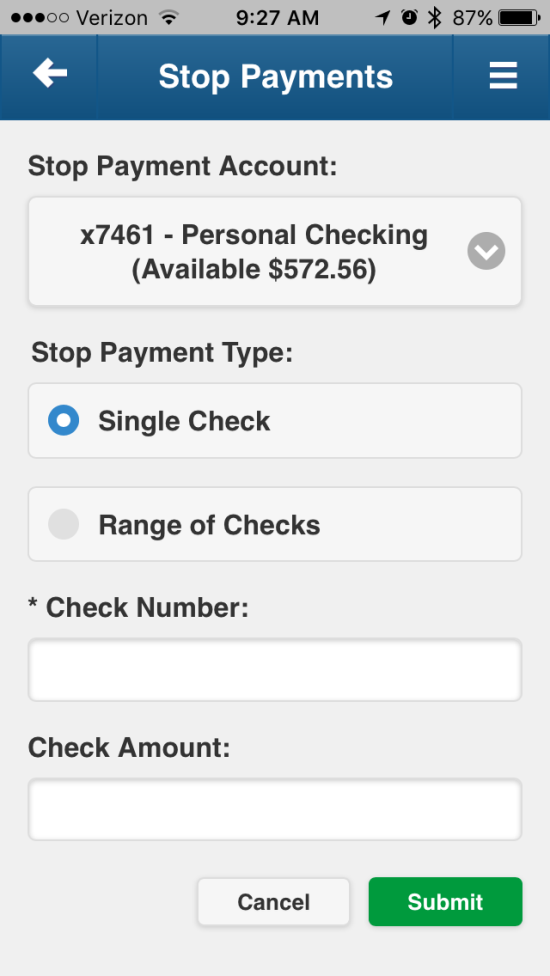 Verizon 9:27 AM 87%
Stop Payments
Stop Payment Account:
x7461 - Personal Checking
(Available $572.56)
Stop Payment Type:
Single Check
Range of Checks
* Check Number:
Check Amount:
Cancel Submit